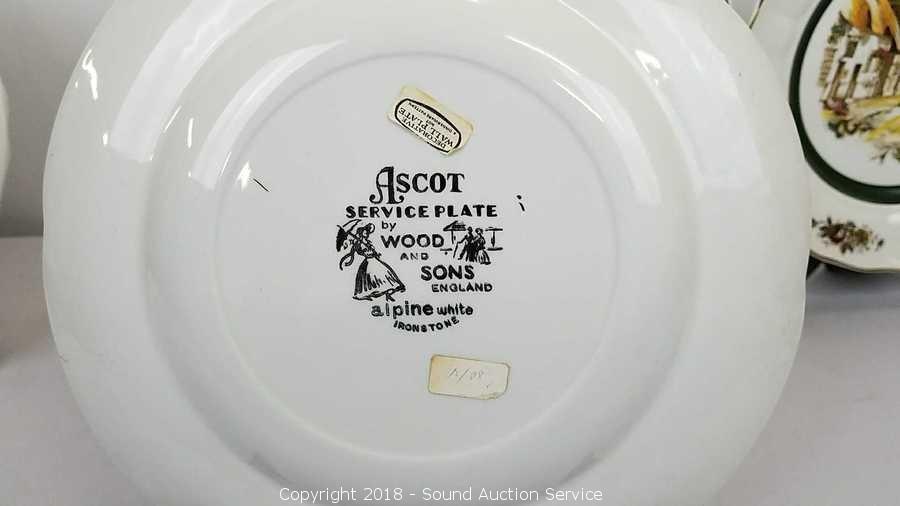 DECORATIVE
WALL PLATE
ASCOT
SERVICE PLATE
by
WOOD
AND
SONS
ENGLAND
alpine white
IRONSTONE
Copyright 2018 - Sound Auction Service